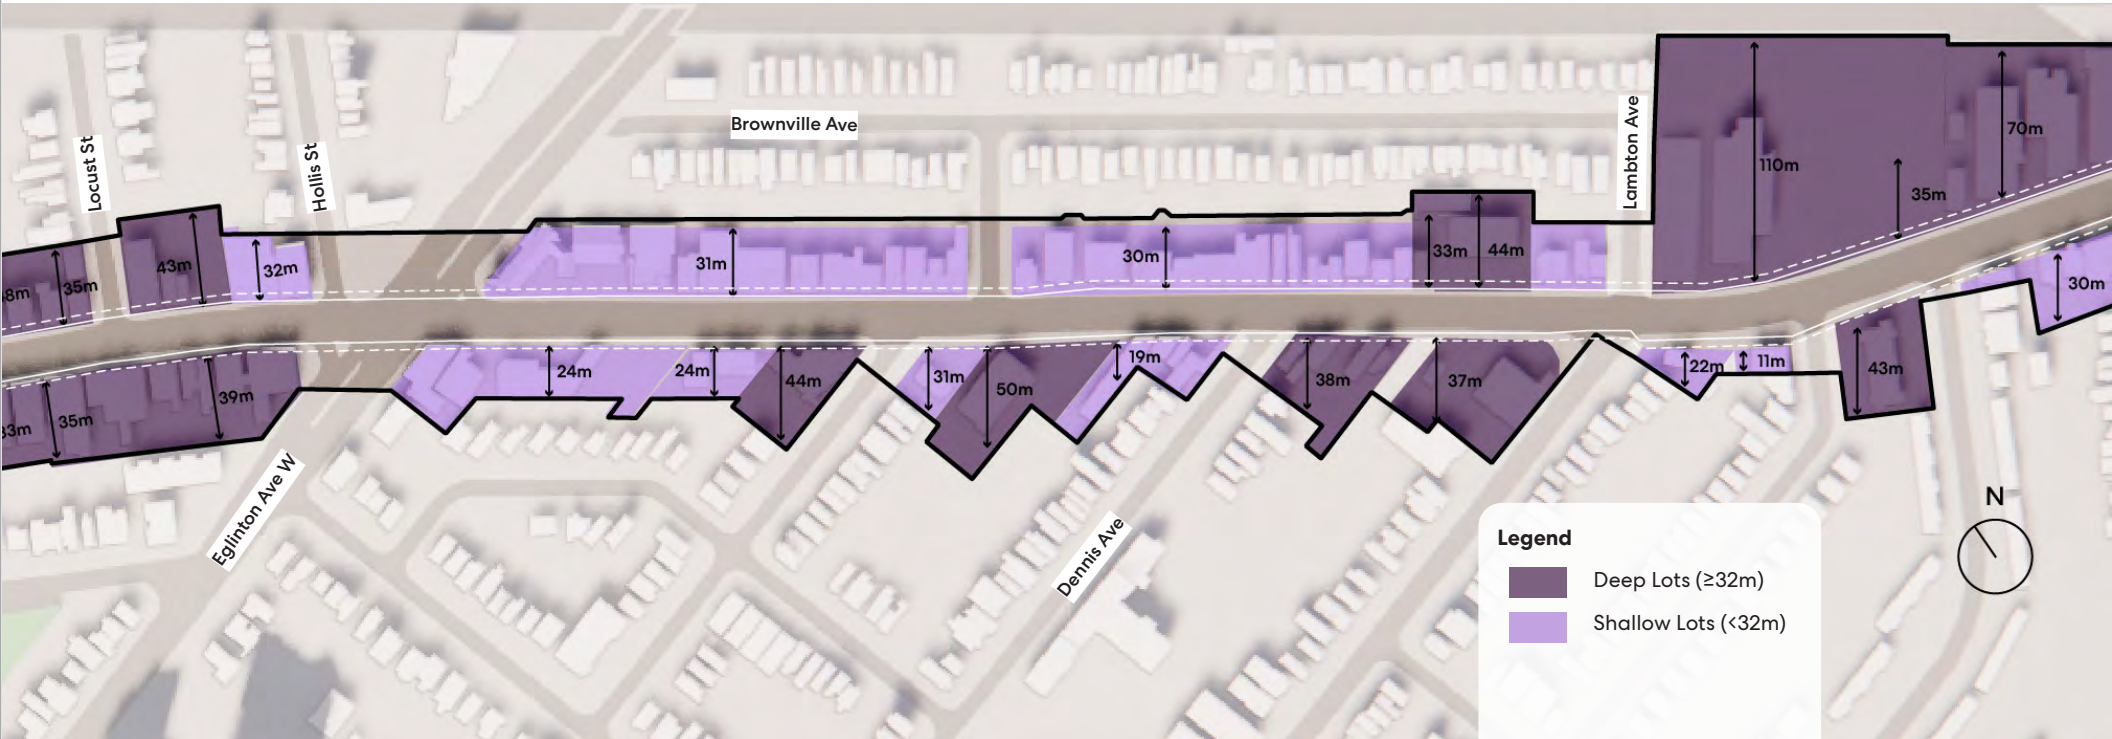 Brownville Ave
Locust St
Hollis St
Lambton Ave
110m
70m
35m
43m
32m
35m
31m
30m
33m
44m
30m
24m
24m
44m
31m
50m
19m
38m
37m
22m
11m
43m
39m
35m
33m
Eglinton Ave W
Dennis Ave
N
Legend
Deep Lots (≥32m)
Shallow Lots (<32m)